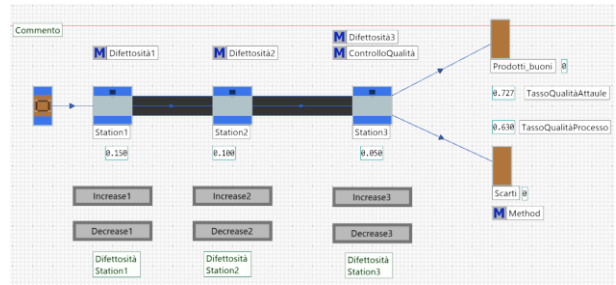 Commento
M Difettosità1
M Difettosità2
M Difettosità3
M ControlloQualità
Prodotti_buoni 0
0.727 TassoQualitàAttaule
0.630 TassoQualitàProcesso
Station1
Station2
Station3
0.150
0.100
0.050
Scarti 0
M Method
Increase1
Increase2
Increase3
Decrease1
Decrease2
Decrease3
Difettosità
Station1
Difettosità
Station2
Difettosità
Station3